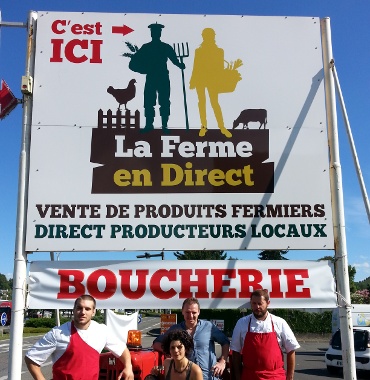 C'est
ICI
La Ferme
en Direct
VENTE DE PRODUITS FERMIERS
DIRECT PRODUCTEURS LOCAUX
BOUCHERIE